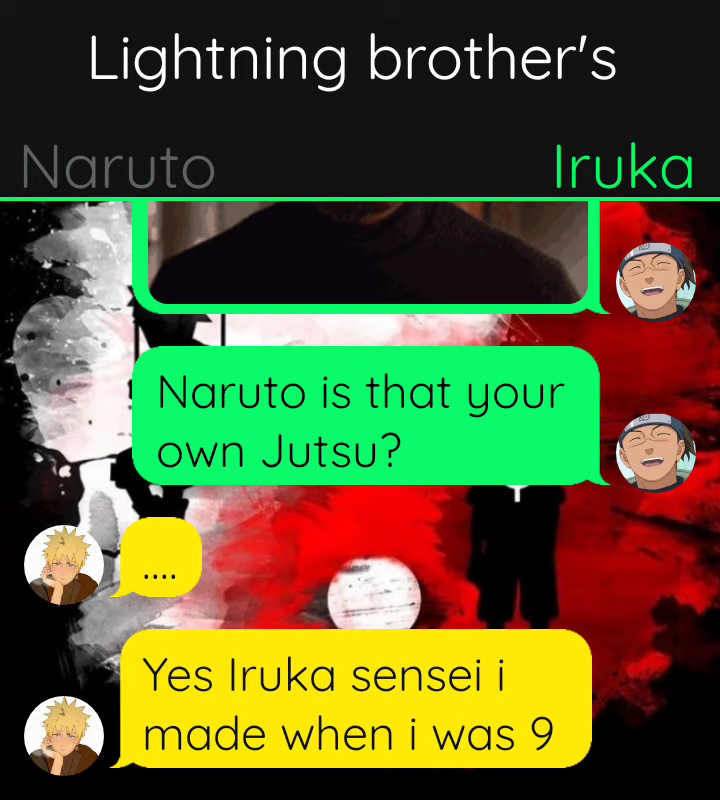 Lightning brother's
Naruto
Iruka
Naruto is that your
own Jutsu?
....
Yes Iruka sensei i
made when i was 9